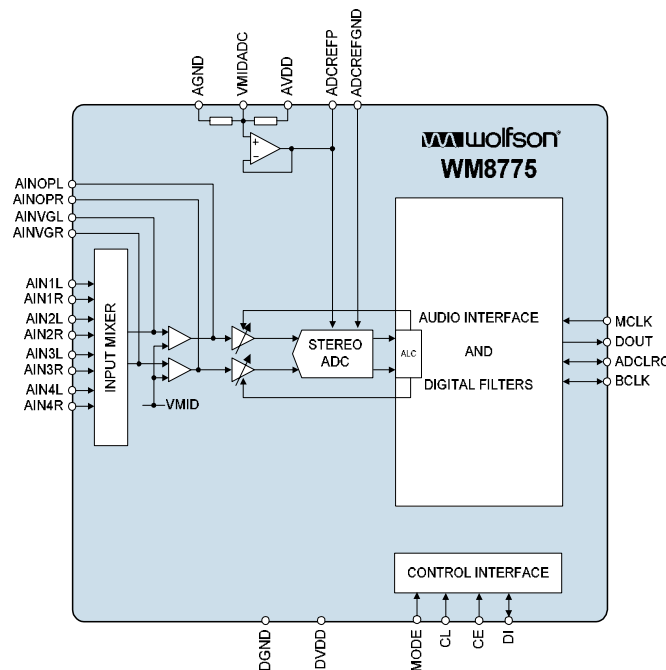 AGND
VMIDADC
AVDD
ADCREFP
ADCREFGND
wolfson®
WM8775
AINOPL
AINOPR
AINVGL
AINVGR
AIN1L
AIN1R
AIN2L
AIN2R
AIN3L
AIN3R
AIN4L
AIN4R
INPUT MIXER
VMID
+
−
STEREO
ADC
ALC
AUDIO INTERFACE
AND
DIGITAL FILTERS
MCLK
DOUT
ADCLRC
BCLK
CONTROL INTERFACE
DGND
DVDD
MODE
CL
CE
DI